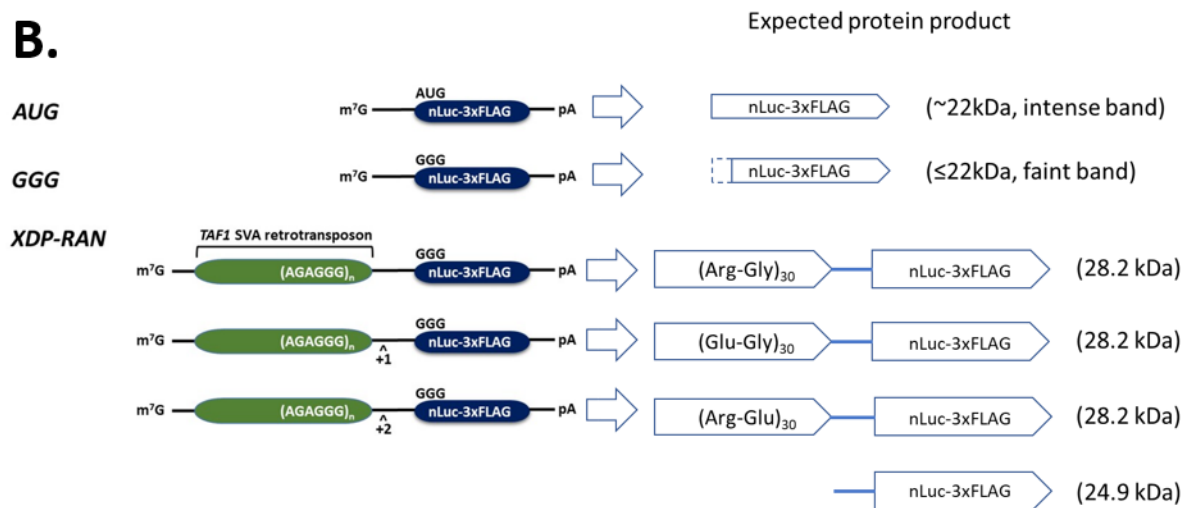 B.
Expected protein product
AUG
AUG
m⁷G nLuc-3xFLAG pA nLuc-3xFLAG (~22kDa, intense band)
GGG
GGG
m⁷G nLuc-3xFLAG pA nLuc-3xFLAG (≤22kDa, faint band)
XDP-RAN
TAF1 SVA retrotransposon
GGG
m⁷G (AGAGGG)ₙ nLuc-3xFLAG pA (Arg-Gly)₃₀ nLuc-3xFLAG (28.2 kDa)
GGG
m⁷G (AGAGGG)ₙ nLuc-3xFLAG pA (Glu-Gly)₃₀ nLuc-3xFLAG (28.2 kDa)
^
+1
GGG
m⁷G (AGAGGG)ₙ nLuc-3xFLAG pA (Arg-Glu)₃₀ nLuc-3xFLAG (28.2 kDa)
^
+2
nLuc-3xFLAG (24.9 kDa)